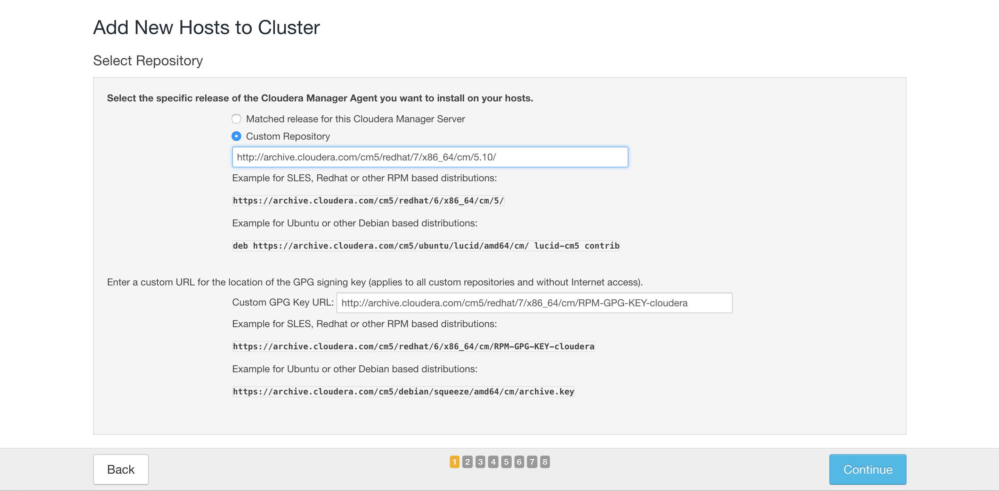 Add New Hosts to Cluster
Select Repository
Select the specific release of the Cloudera Manager Agent you want to install on your hosts.
Matched release for this Cloudera Manager Server
Custom Repository
http://archive.cloudera.com/cm5/redhat/7/x86_64/cm/5.10/
Example for SLES, Redhat or other RPM based distributions:
https://archive.cloudera.com/cm5/redhat/6/x86_64/cm/5/
Example for Ubuntu or other Debian based distributions:
deb https://archive.cloudera.com/cm5/ubuntu/lucid/amd64/cm/ lucid-cm5 contrib
Enter a custom URL for the location of the GPG signing key (applies to all custom repositories and without Internet access).
Custom GPG Key URL: http://archive.cloudera.com/cm5/redhat/7/x86_64/cm/RPM-GPG-KEY-cloudera
Example for SLES, Redhat or other RPM based distributions:
https://archive.cloudera.com/cm5/redhat/6/x86_64/cm/RPM-GPG-KEY-cloudera
Example for Ubuntu or other Debian based distributions:
https://archive.cloudera.com/cm5/debian/squeeze/amd64/cm/archive.key
Back 1 2 3 4 5 6 7 8 Continue